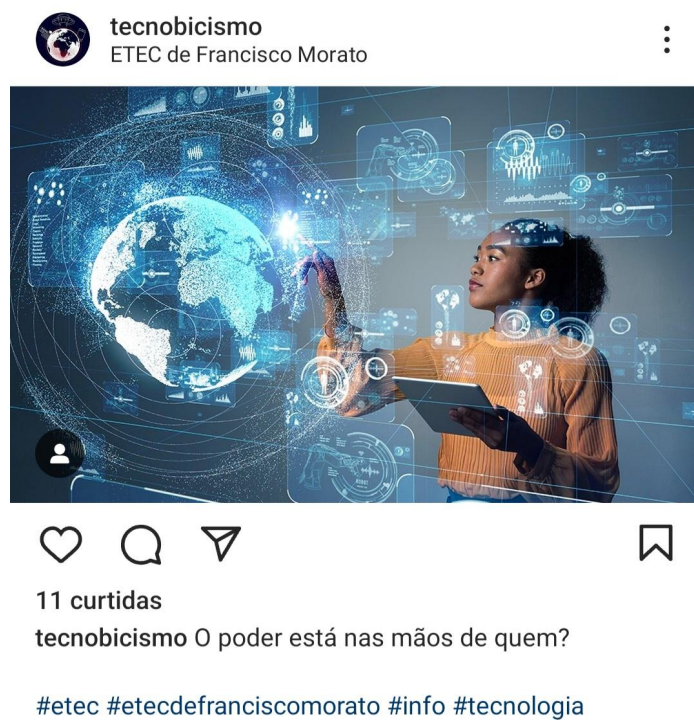 tecnobicismo
ETEC de Francisco Morato
11 curtidas
tecnobicismo O poder está nas mãos de quem?
#etec #etecdefranciscomorato #info #tecnologia